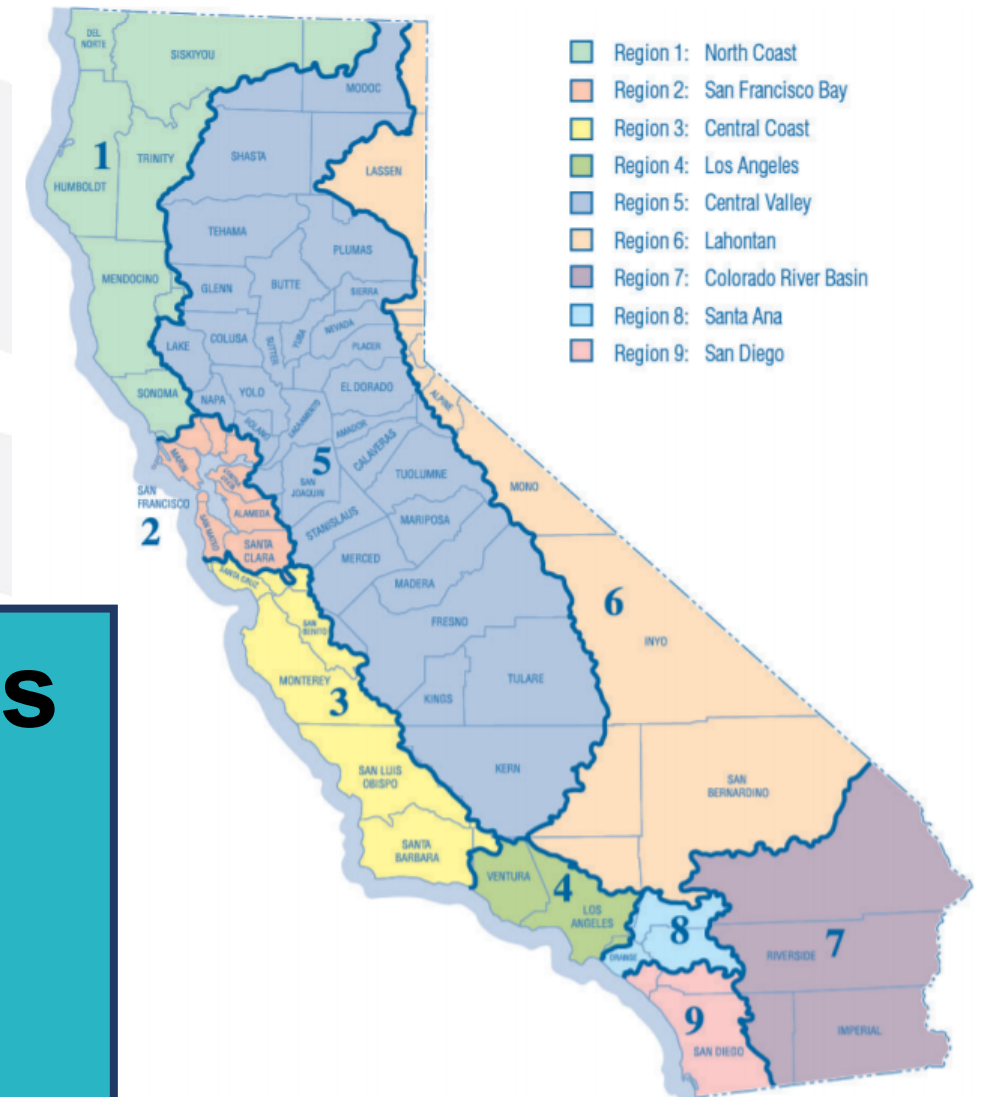 Region 1: North Coast
Region 2: San Francisco Bay
Region 3: Central Coast
Region 4: Los Angeles
Region 5: Central Valley
Region 6: Lahontan
Region 7: Colorado River Basin
Region 8: Santa Ana
Region 9: San Diego
DEL
NORTE
SISKIYOU
MODOC
1
TRINITY
SHASTA
LASSEN
HUMBOLDT
TEHAMA
PLUMAS
MENDOCINO
GLENN
BUTTE
SIERRA
LAKE
COLUSA
SUTTER
YUBA
NEVADA
PLACER
SONOMA
NAPA
YOLO
EL DORADO
ALPINE
SOLANO
SACRAMENTO
AMADOR
CALAVERAS
MARIN
5
TUOLUMNE
MONO
SAN
JOAQUIN
SAN
FRANCISCO
2
CONTRA
COSTA
ALAMEDA
STANISLAUS
MARIPOSA
SAN MATEO
SANTA
CLARA
MERCED
SANTA CRUZ
MADERA
6
SAN
BENITO
FRESNO
INYO
MONTEREY
3
KINGS
TULARE
s
SAN LUIS
OBISPO
KERN
SAN
BERNARDINO
SANTA
BARBARA
VENTURA
4
LOS
ANGELES
8
ORANGE
RIVERSIDE
7
9
SAN DIEGO
IMPERIAL